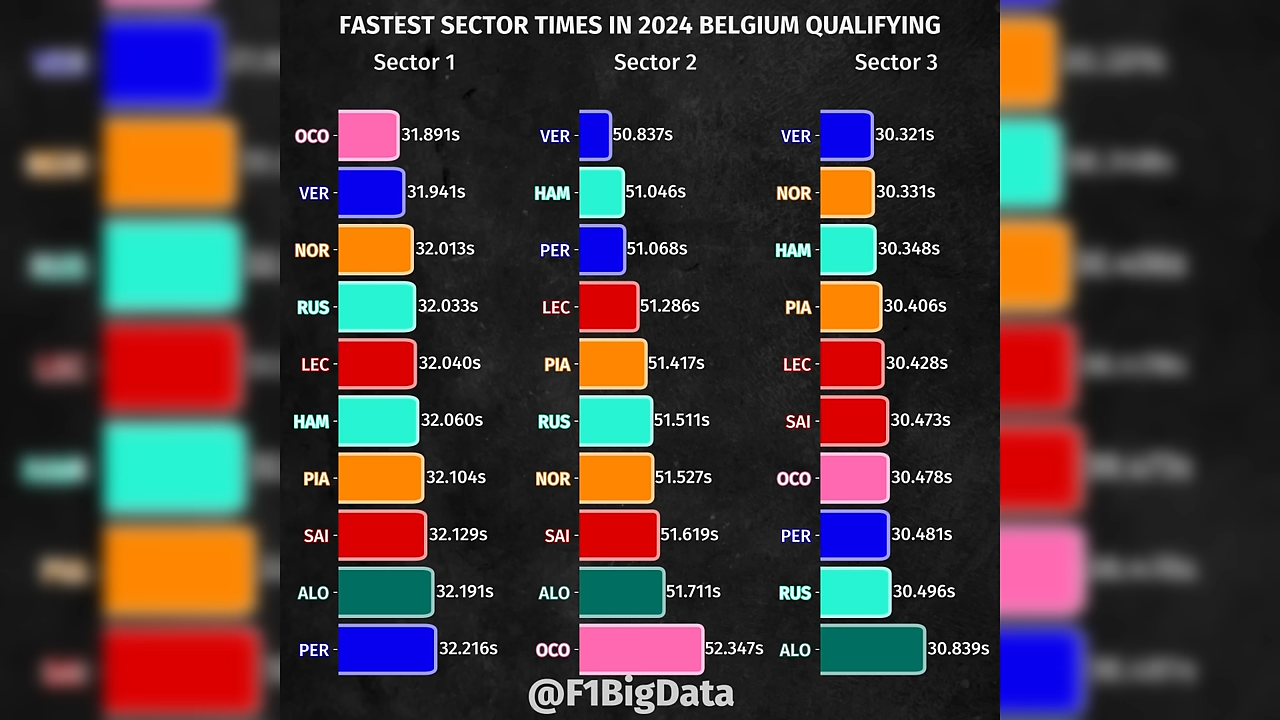 FASTEST SECTOR TIMES IN 2024 BELGIUM QUALIFYING
Sector 1
OCO 31.891s
VER 31.941s
NOR 32.013s
RUS 32.033s
LEC 32.040s
HAM 32.060s
PIA 32.104s
SAI 32.129s
ALO 32.191s
PER 32.216s
Sector 2
VER 50.837s
HAM 51.046s
PER 51.068s
LEC 51.286s
PIA 51.417s
RUS 51.511s
NOR 51.527s
SAI 51.619s
ALO 51.711s
OCO 52.347s
Sector 3
VER 30.321s
NOR 30.331s
HAM 30.348s
PIA 30.406s
LEC 30.428s
SAI 30.473s
OCO 30.478s
PER 30.481s
RUS 30.496s
ALO 30.839s
@F1BigData